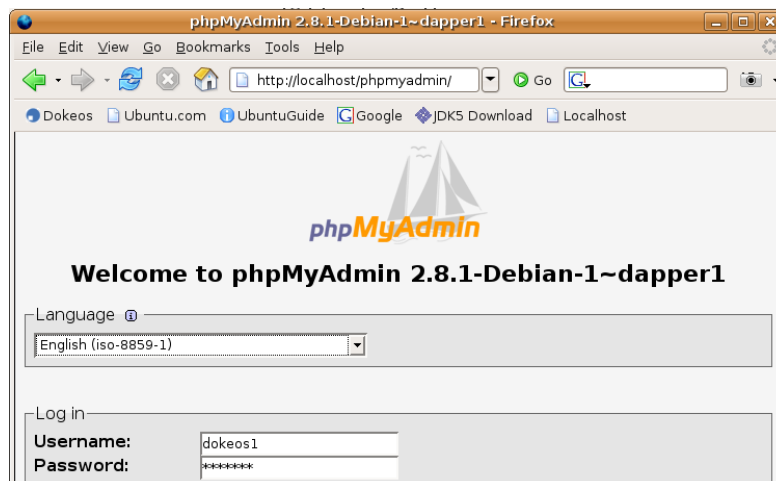 phpMyAdmin 2.8.1-Debian-1~dapper1 - Firefox
File Edit View Go Bookmarks Tools Help
http://localhost/phpmyadmin/ Go G
Dokeos Ubuntu.com UbuntuGuide Google JDK5 Download Localhost
phpMyAdmin
Welcome to phpMyAdmin 2.8.1-Debian-1~dapper1
Language
English (iso-8859-1)
Log in
Username: dokeos1
Password: *******